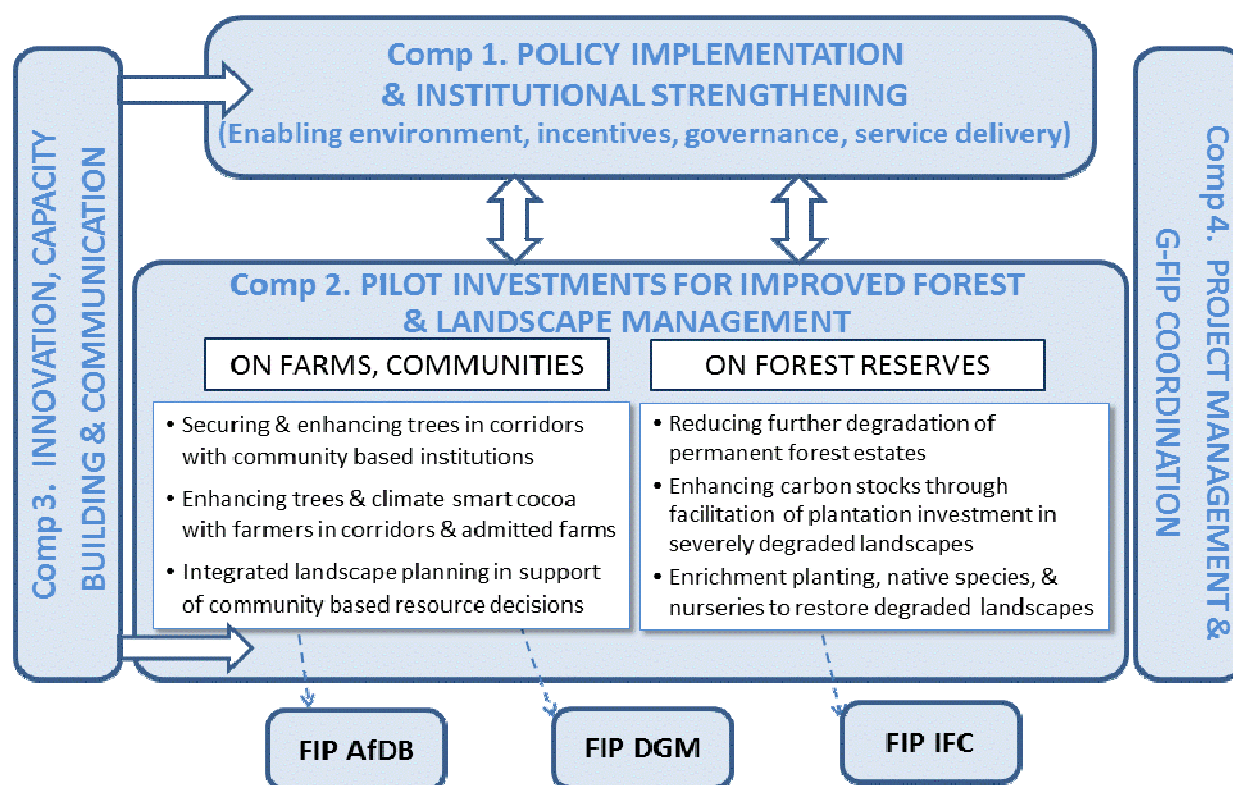 Comp 1. POLICY IMPLEMENTATION
& INSTITUTIONAL STRENGTHENING
(Enabling environment, incentives, governance, service delivery)
Comp 3. INNOVATION, CAPACITY
BUILDING & COMMUNICATION
Comp 2. PILOT INVESTMENTS FOR IMPROVED FOREST
& LANDSCAPE MANAGEMENT
ON FARMS, COMMUNITIES
• Securing & enhancing trees in corridors
with community based institutions
• Enhancing trees & climate smart cocoa
with farmers in corridors & admitted farms
• Integrated landscape planning in support
of community based resource decisions
ON FOREST RESERVES
• Reducing further degradation of
permanent forest estates
• Enhancing carbon stocks through
facilitation of plantation investment in
severely degraded landscapes
• Enrichment planting, native species, &
nurseries to restore degraded landscapes
Comp 4. PROJECT MANAGEMENT &
G-FIP COORDINATION
FIP AfDB
FIP DGM
FIP IFC